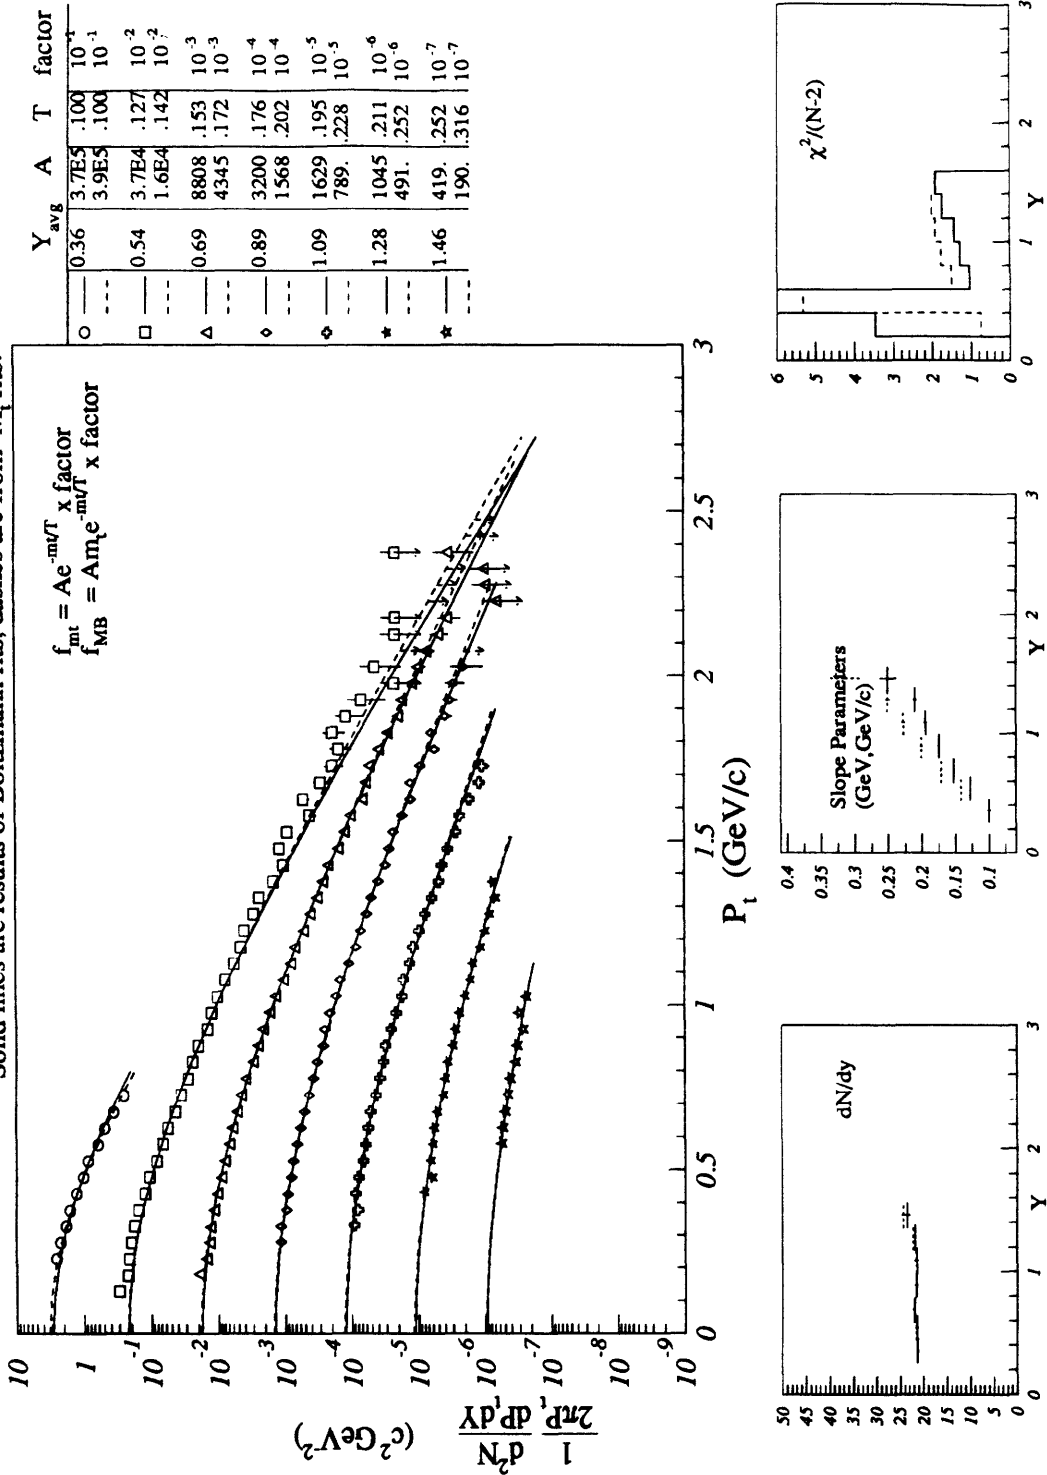 Solid lines are results of Boltzmann fits, dashes are from M_t fits.
f_mt = Ae^-mt/T x factor
f_MB = Am_t e^-mt/T x factor
Y_avg A T factor
0.36 3.7E5 .100 10^-1
3.9E5 .100 10^-1
0.54 3.7E4 .127 10^-2
1.6E4 .142 10^-2
0.69 8808 .153 10^-3
4345 .172 10^-3
0.89 3200 .176 10^-4
1568 .202 10^-4
1.09 1629 .195 10^-5
789. .228 10^-5
1.28 1045 .211 10^-6
491. .252 10^-6
1.46 419. .252 10^-7
190. .316 10^-7
1/2πP_t d^2N/dP_t dY (c^2GeV^-2)
10
1
10^-1
10^-2
10^-3
10^-4
10^-5
10^-6
10^-7
10^-8
10^-9
0 0.5 1 1.5 2 2.5 3
P_t (GeV/c)
dN/dy
50
45
40
35
30
25
20
15
10
5
0
0 1 2 3
Y
Slope Parameters
(GeV,GeV/c)
0.4
0.35
0.3
0.25
0.2
0.15
0.1
0 1 2 3
Y
χ^2/(N-2)
6
5
4
3
2
1
0
0 1 2 3
Y